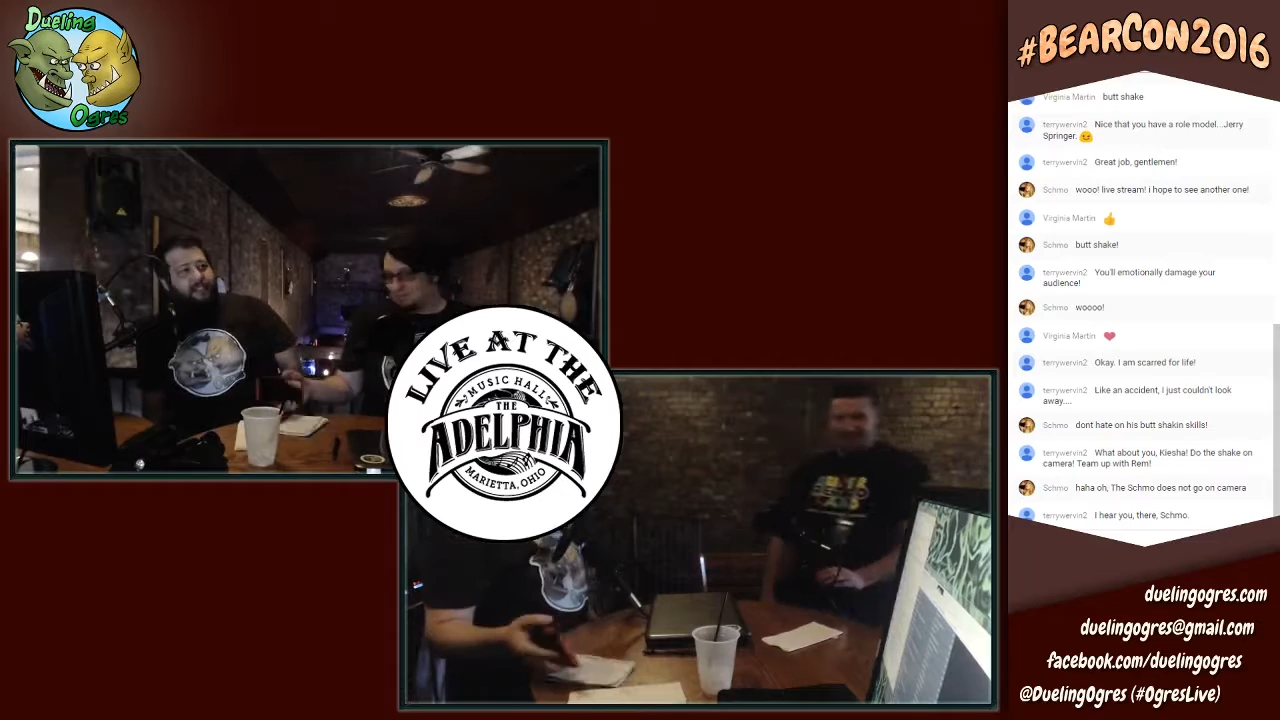 Dueling
Ogres
#BEARCON2016
Virginia Martin butt shake
terrywervin2 Nice that you have a role model...Jerry
Springer. 😉
terrywervin2 Great job, gentlemen!
Schmo wooo! live stream! i hope to see another one!
Virginia Martin 👍
Schmo butt shake!
terrywervin2 You'll emotionally damage your
audience!
Schmo woooo!
Virginia Martin ❤
terrywervin2 Okay. I am scarred for life!
terrywervin2 Like an accident, I just couldn't look
away....
Schmo dont hate on his butt shakin skills!
terrywervin2 What about you, Kiesha! Do the shake on
camera! Team up with Rem!
Schmo haha oh, The Schmo does not go on camera
terrywervin2 I hear you, there, Schmo.
LIVE AT THE
MUSIC HALL
THE
ADELPHIA
MARIETTA, OHIO
duelingogres.com
duelingogres@gmail.com
facebook.com/duelingogres
@DuelingOgres (#OgresLive)